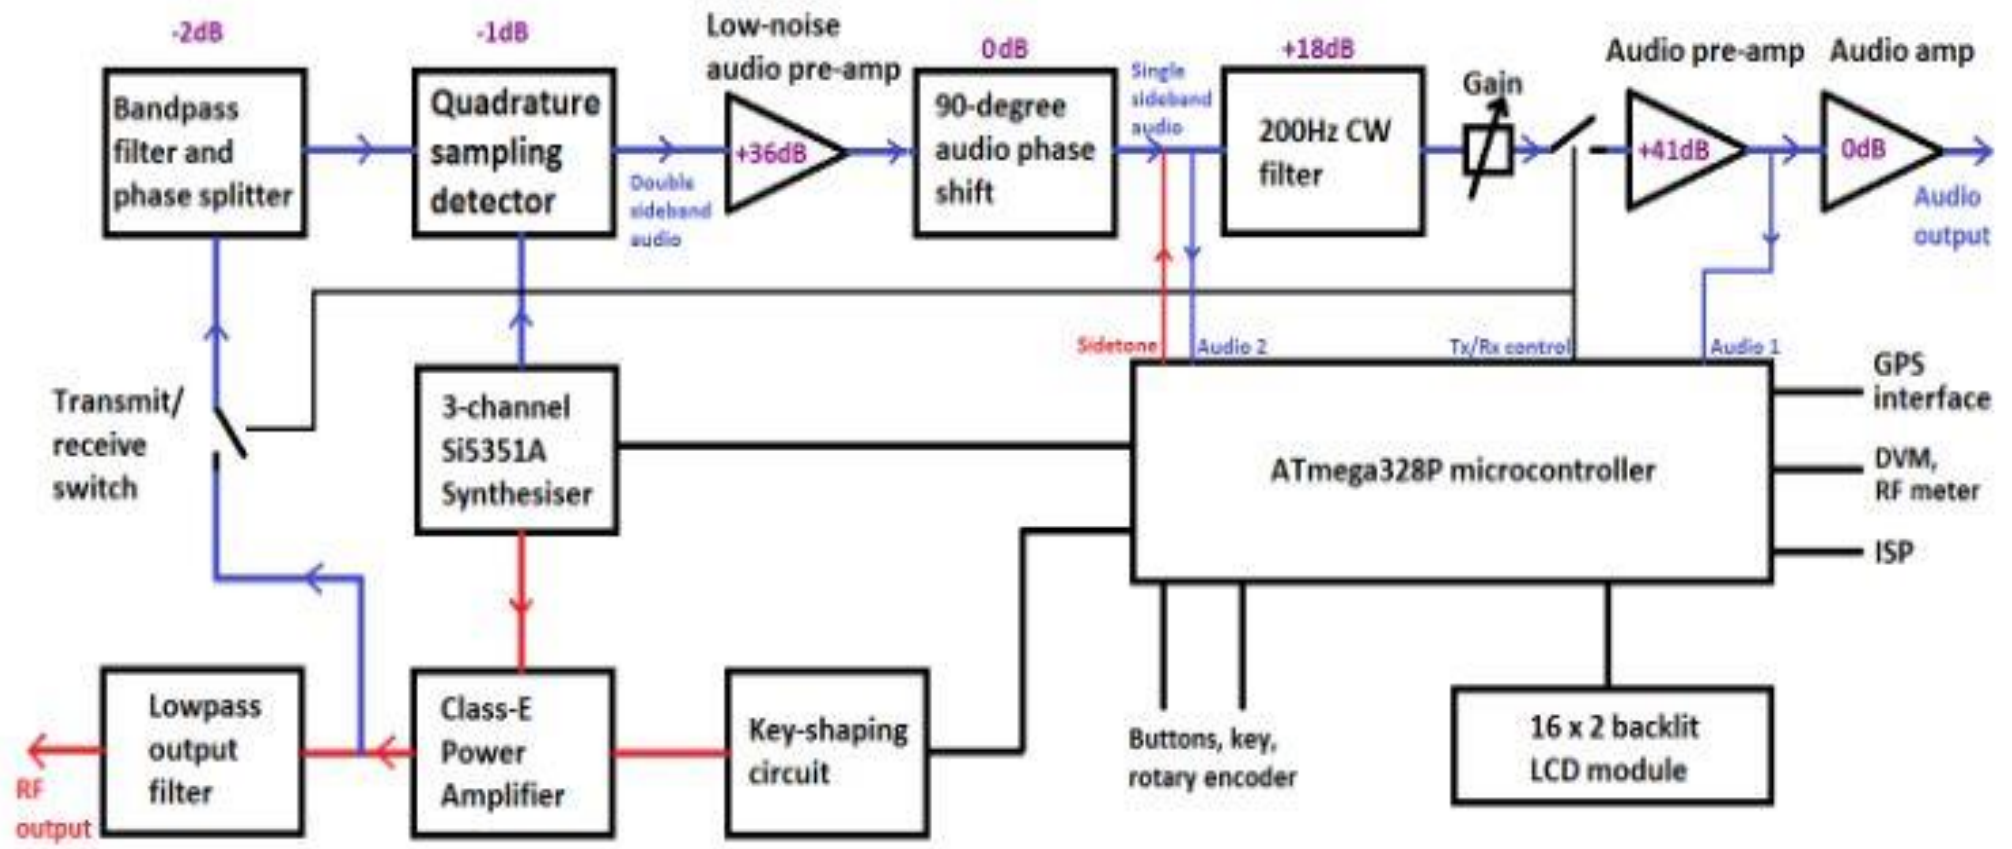 -2dB
-1dB
Low-noise
audio pre-amp
0dB
+18dB
Audio pre-amp
Audio amp
Bandpass
filter and
phase splitter
Quadrature
sampling
detector
Double
sideband
audio
+36dB
90-degree
audio phase
shift
Single
sideband
audio
200Hz CW
filter
Gain
+41dB
0dB
Audio
output
Sidetone
Audio 2
Tx/Rx control
Audio 1
Transmit/
receive
switch
3-channel
Si5351A
Synthesiser
ATmega328P microcontroller
GPS
interface
DVM,
RF meter
ISP
Lowpass
output
filter
Class-E
Power
Amplifier
Key-shaping
circuit
Buttons, key,
rotary encoder
16 x 2 backlit
LCD module
RF
output